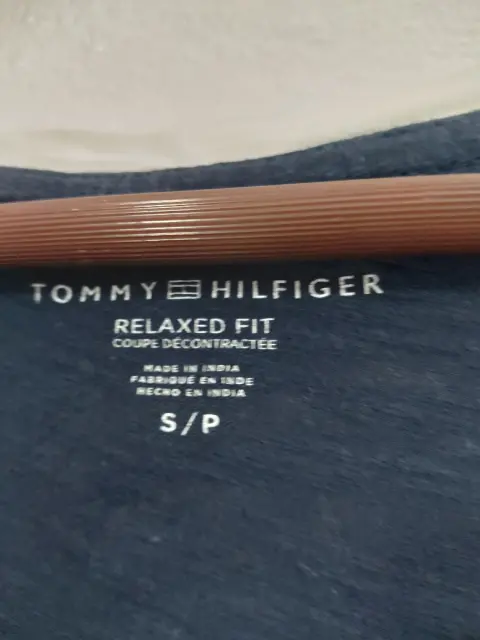 TOMMY HILFIGER
RELAXED FIT
COUPE DÉCONTRACTÉE
MADE IN INDIA
FABRIQUÉ EN INDE
HECHO EN INDIA
S/P